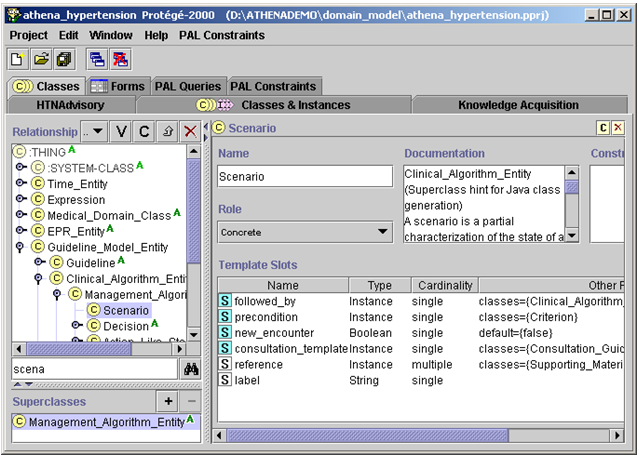 athena_hypertension Protégé-2000 (D:\ATHENADEMO\domain_model\athena_hypertension.pprj)
Project Edit Window Help PAL Constraints
C Classes Forms PAL Queries PAL Constraints
HTNAdvisory C Classes & Instances Knowledge Acquisition
Relationship .. V C
C :THING A
C :SYSTEM-CLASS A
C Time_Entity
C Expression
C Medical_Domain_Class A
C EPR_Entity A
C Guideline_Model_Entity
C Guideline A
C Clinical_Algorithm_Enti
C Management_Algori
C Scenario
C Decision A
scena
Superclasses + −
C Management_Algorithm_Entity A
C Scenario C X
Name Documentation Constr
Scenario
Clinical_Algorithm_Entity
(Superclass hint for Java class
generation)
A scenario is a partial
characterization of the state of a
Role
Concrete
Template Slots
Name Type Cardinality Other F
S followed_by Instance single classes={Clinical_Algorithm_
S precondition Instance single classes={Criterion}
S new_encounter Boolean single default={false}
S consultation_template Instance single classes={Consultation_Guid
S reference Instance multiple classes={Supporting_Materi
S label String single